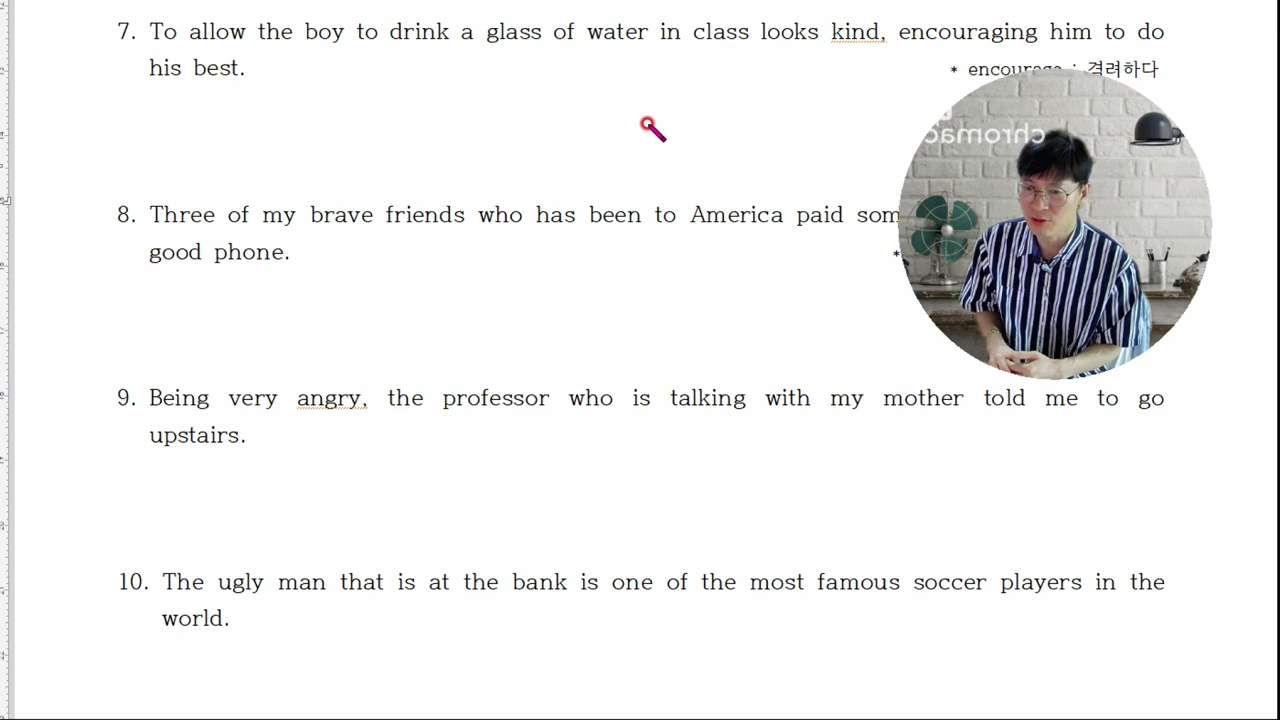 7. To allow the boy to drink a glass of water in class looks kind, encouraging him to do
his best.
* encourage : 격려하다
8. Three of my brave friends who has been to America paid
good phone.
*
9. Being very angry, the professor who is talking with my mother told me to go
upstairs.
10. The ugly man that is at the bank is one of the most famous soccer players in the
world.